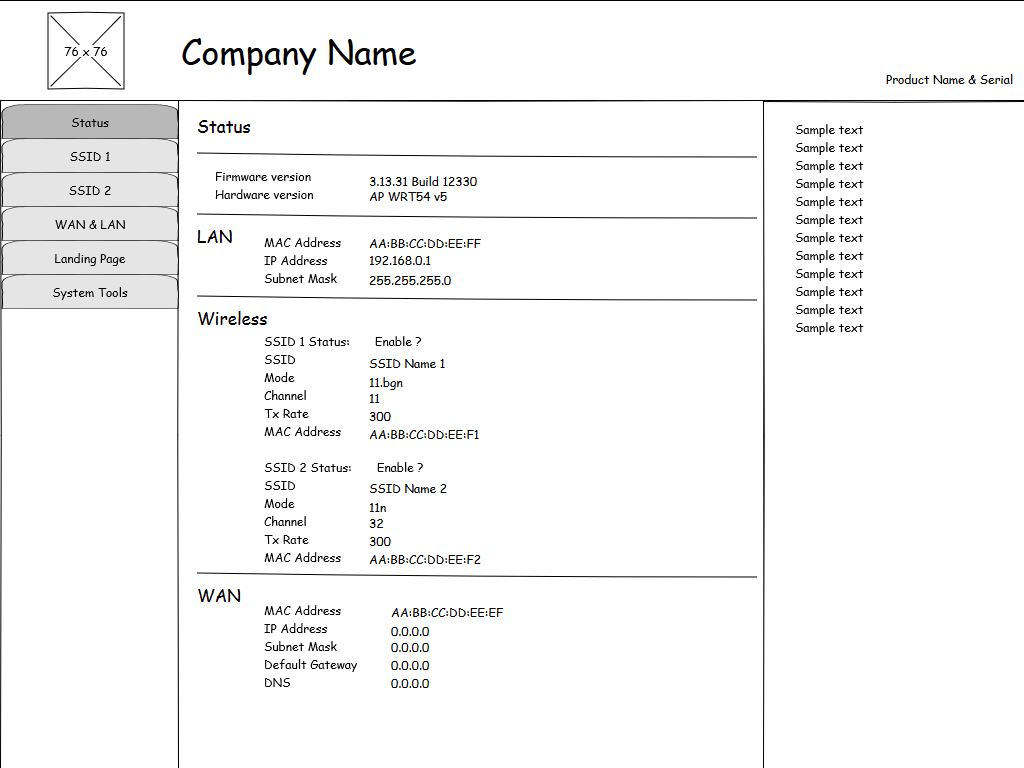 76 x 76
Company Name
Product Name & Serial
Status
SSID 1
SSID 2
WAN & LAN
Landing Page
System Tools
Status
Firmware version 3.13.31 Build 12330
Hardware version AP WRT54 v5
LAN
MAC Address AA:BB:CC:DD:EE:FF
IP Address 192.168.0.1
Subnet Mask 255.255.255.0
Wireless
SSID 1 Status: Enable ?
SSID SSID Name 1
Mode 11.bgn
Channel 11
Tx Rate 300
MAC Address AA:BB:CC:DD:EE:F1
SSID 2 Status: Enable ?
SSID SSID Name 2
Mode 11n
Channel 32
Tx Rate 300
MAC Address AA:BB:CC:DD:EE:F2
WAN
MAC Address AA:BB:CC:DD:EE:EF
IP Address 0.0.0.0
Subnet Mask 0.0.0.0
Default Gateway 0.0.0.0
DNS 0.0.0.0
Sample text
Sample text
Sample text
Sample text
Sample text
Sample text
Sample text
Sample text
Sample text
Sample text
Sample text
Sample text